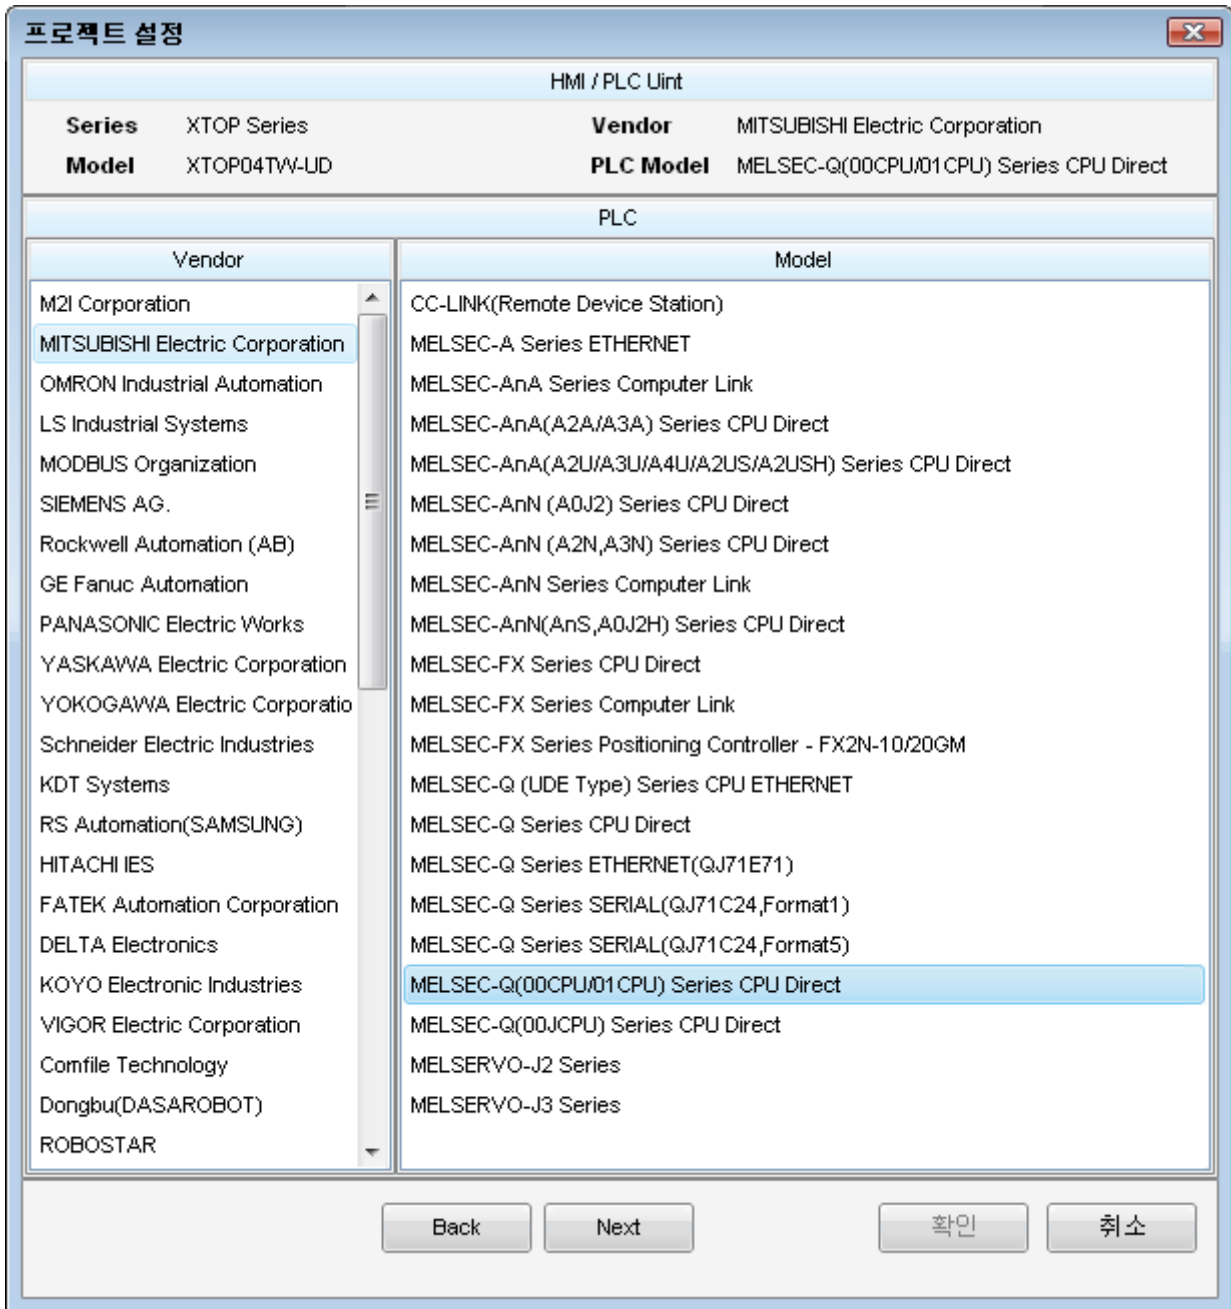 프로젝트 설정
HMI / PLC Uint
Series XTOP Series Vendor MITSUBISHI Electric Corporation
Model XTOP04TW-UD PLC Model MELSEC-Q(00CPU/01CPU) Series CPU Direct
PLC
Vendor
M2I Corporation
MITSUBISHI Electric Corporation
OMRON Industrial Automation
LS Industrial Systems
MODBUS Organization
SIEMENS AG.
Rockwell Automation (AB)
GE Fanuc Automation
PANASONIC Electric Works
YASKAWA Electric Corporation
YOKOGAWA Electric Corporatio
Schneider Electric Industries
KDT Systems
RS Automation(SAMSUNG)
HITACHI IES
FATEK Automation Corporation
DELTA Electronics
KOYO Electronic Industries
VIGOR Electric Corporation
Comfile Technology
Dongbu(DASAROBOT)
ROBOSTAR
Model
CC-LINK(Remote Device Station)
MELSEC-A Series ETHERNET
MELSEC-AnA Series Computer Link
MELSEC-AnA(A2A/A3A) Series CPU Direct
MELSEC-AnA(A2U/A3U/A4U/A2US/A2USH) Series CPU Direct
MELSEC-AnN (A0J2) Series CPU Direct
MELSEC-AnN (A2N,A3N) Series CPU Direct
MELSEC-AnN Series Computer Link
MELSEC-AnN(AnS,A0J2H) Series CPU Direct
MELSEC-FX Series CPU Direct
MELSEC-FX Series Computer Link
MELSEC-FX Series Positioning Controller - FX2N-10/20GM
MELSEC-Q (UDE Type) Series CPU ETHERNET
MELSEC-Q Series CPU Direct
MELSEC-Q Series ETHERNET(QJ71E71)
MELSEC-Q Series SERIAL(QJ71C24,Format1)
MELSEC-Q Series SERIAL(QJ71C24,Format5)
MELSEC-Q(00CPU/01CPU) Series CPU Direct
MELSEC-Q(00JCPU) Series CPU Direct
MELSERVO-J2 Series
MELSERVO-J3 Series
Back Next 확인 취소